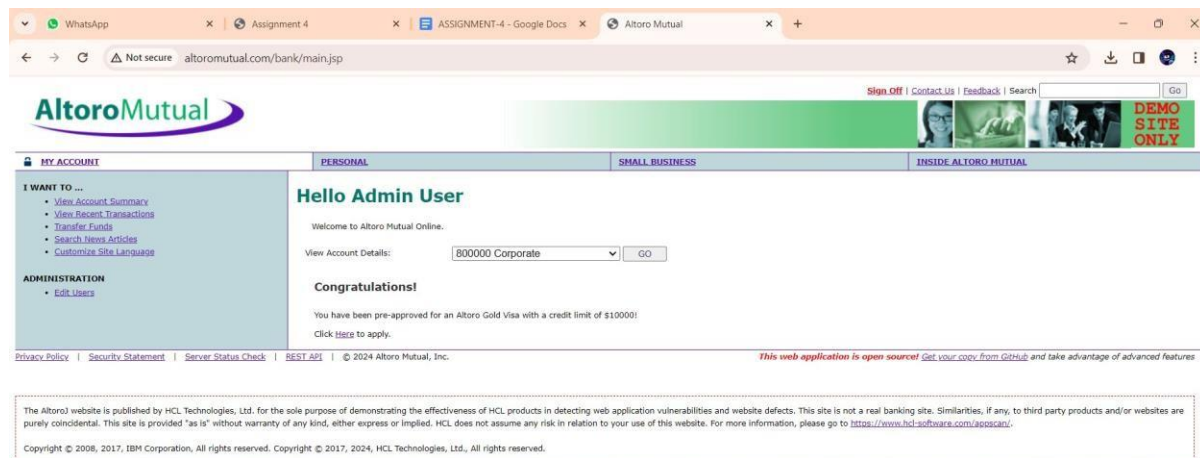 WhatsApp
Assignment 4
ASSIGNMENT-4 - Google Docs
Altoro Mutual
Not secure
altoromutual.com/bank/main.jsp
Sign Off | Contact Us | Feedback | Search
Go
AltoroMutual
DEMO
SITE
ONLY
MY ACCOUNT
PERSONAL
SMALL BUSINESS
INSIDE ALTORO MUTUAL
I WANT TO ...
• View Account Summary
• View Recent Transactions
• Transfer Funds
• Search News Articles
• Customize Site Language
ADMINISTRATION
• Edit Users
Hello Admin User
Welcome to Altoro Mutual Online.
View Account Details:
800000 Corporate
GO
Congratulations!
You have been pre-approved for an Altoro Gold Visa with a credit limit of $10000!
Click Here to apply.
Privacy Policy | Security Statement | Server Status Check | REST API | © 2024 Altoro Mutual, Inc.
This web application is open source! Get your copy from GitHub and take advantage of advanced features
The AltoroJ website is published by HCL Technologies, Ltd. for the sole purpose of demonstrating the effectiveness of HCL products in detecting web application vulnerabilities and website defects. This site is not a real banking site. Similarities, if any, to third party products and/or websites are
purely coincidental. This site is provided "as is" without warranty of any kind, either express or implied. HCL does not assume any risk in relation to your use of this website. For more information, please go to https://www.hcl-software.com/appscan/.
Copyright © 2008, 2017, IBM Corporation, All rights reserved. Copyright © 2017, 2024, HCL Technologies, Ltd., All rights reserved.